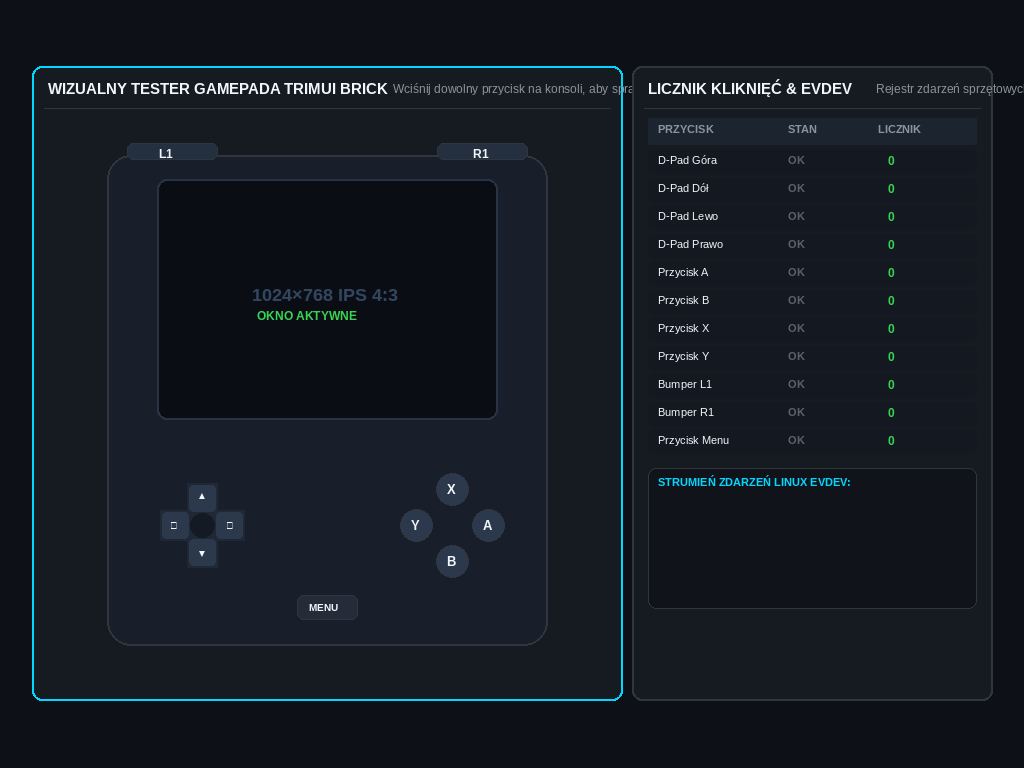 WIZUALNY TESTER GAMEPADA TRIMUI BRICK Wciśnij dowolny przycisk na konsoli, aby spra
L1
R1
1024×768 IPS 4:3
OKNO AKTYWNE
▲
▼
X
Y
A
B
MENU
LICZNIK KLIKNIĘĆ & EVDEV Rejestr zdarzeń sprzętowyc
PRZYCISK STAN LICZNIK
D-Pad Góra OK 0
D-Pad Dół OK 0
D-Pad Lewo OK 0
D-Pad Prawo OK 0
Przycisk A OK 0
Przycisk B OK 0
Przycisk X OK 0
Przycisk Y OK 0
Bumper L1 OK 0
Bumper R1 OK 0
Przycisk Menu OK 0
STRUMIEŃ ZDARZEŃ LINUX EVDEV: